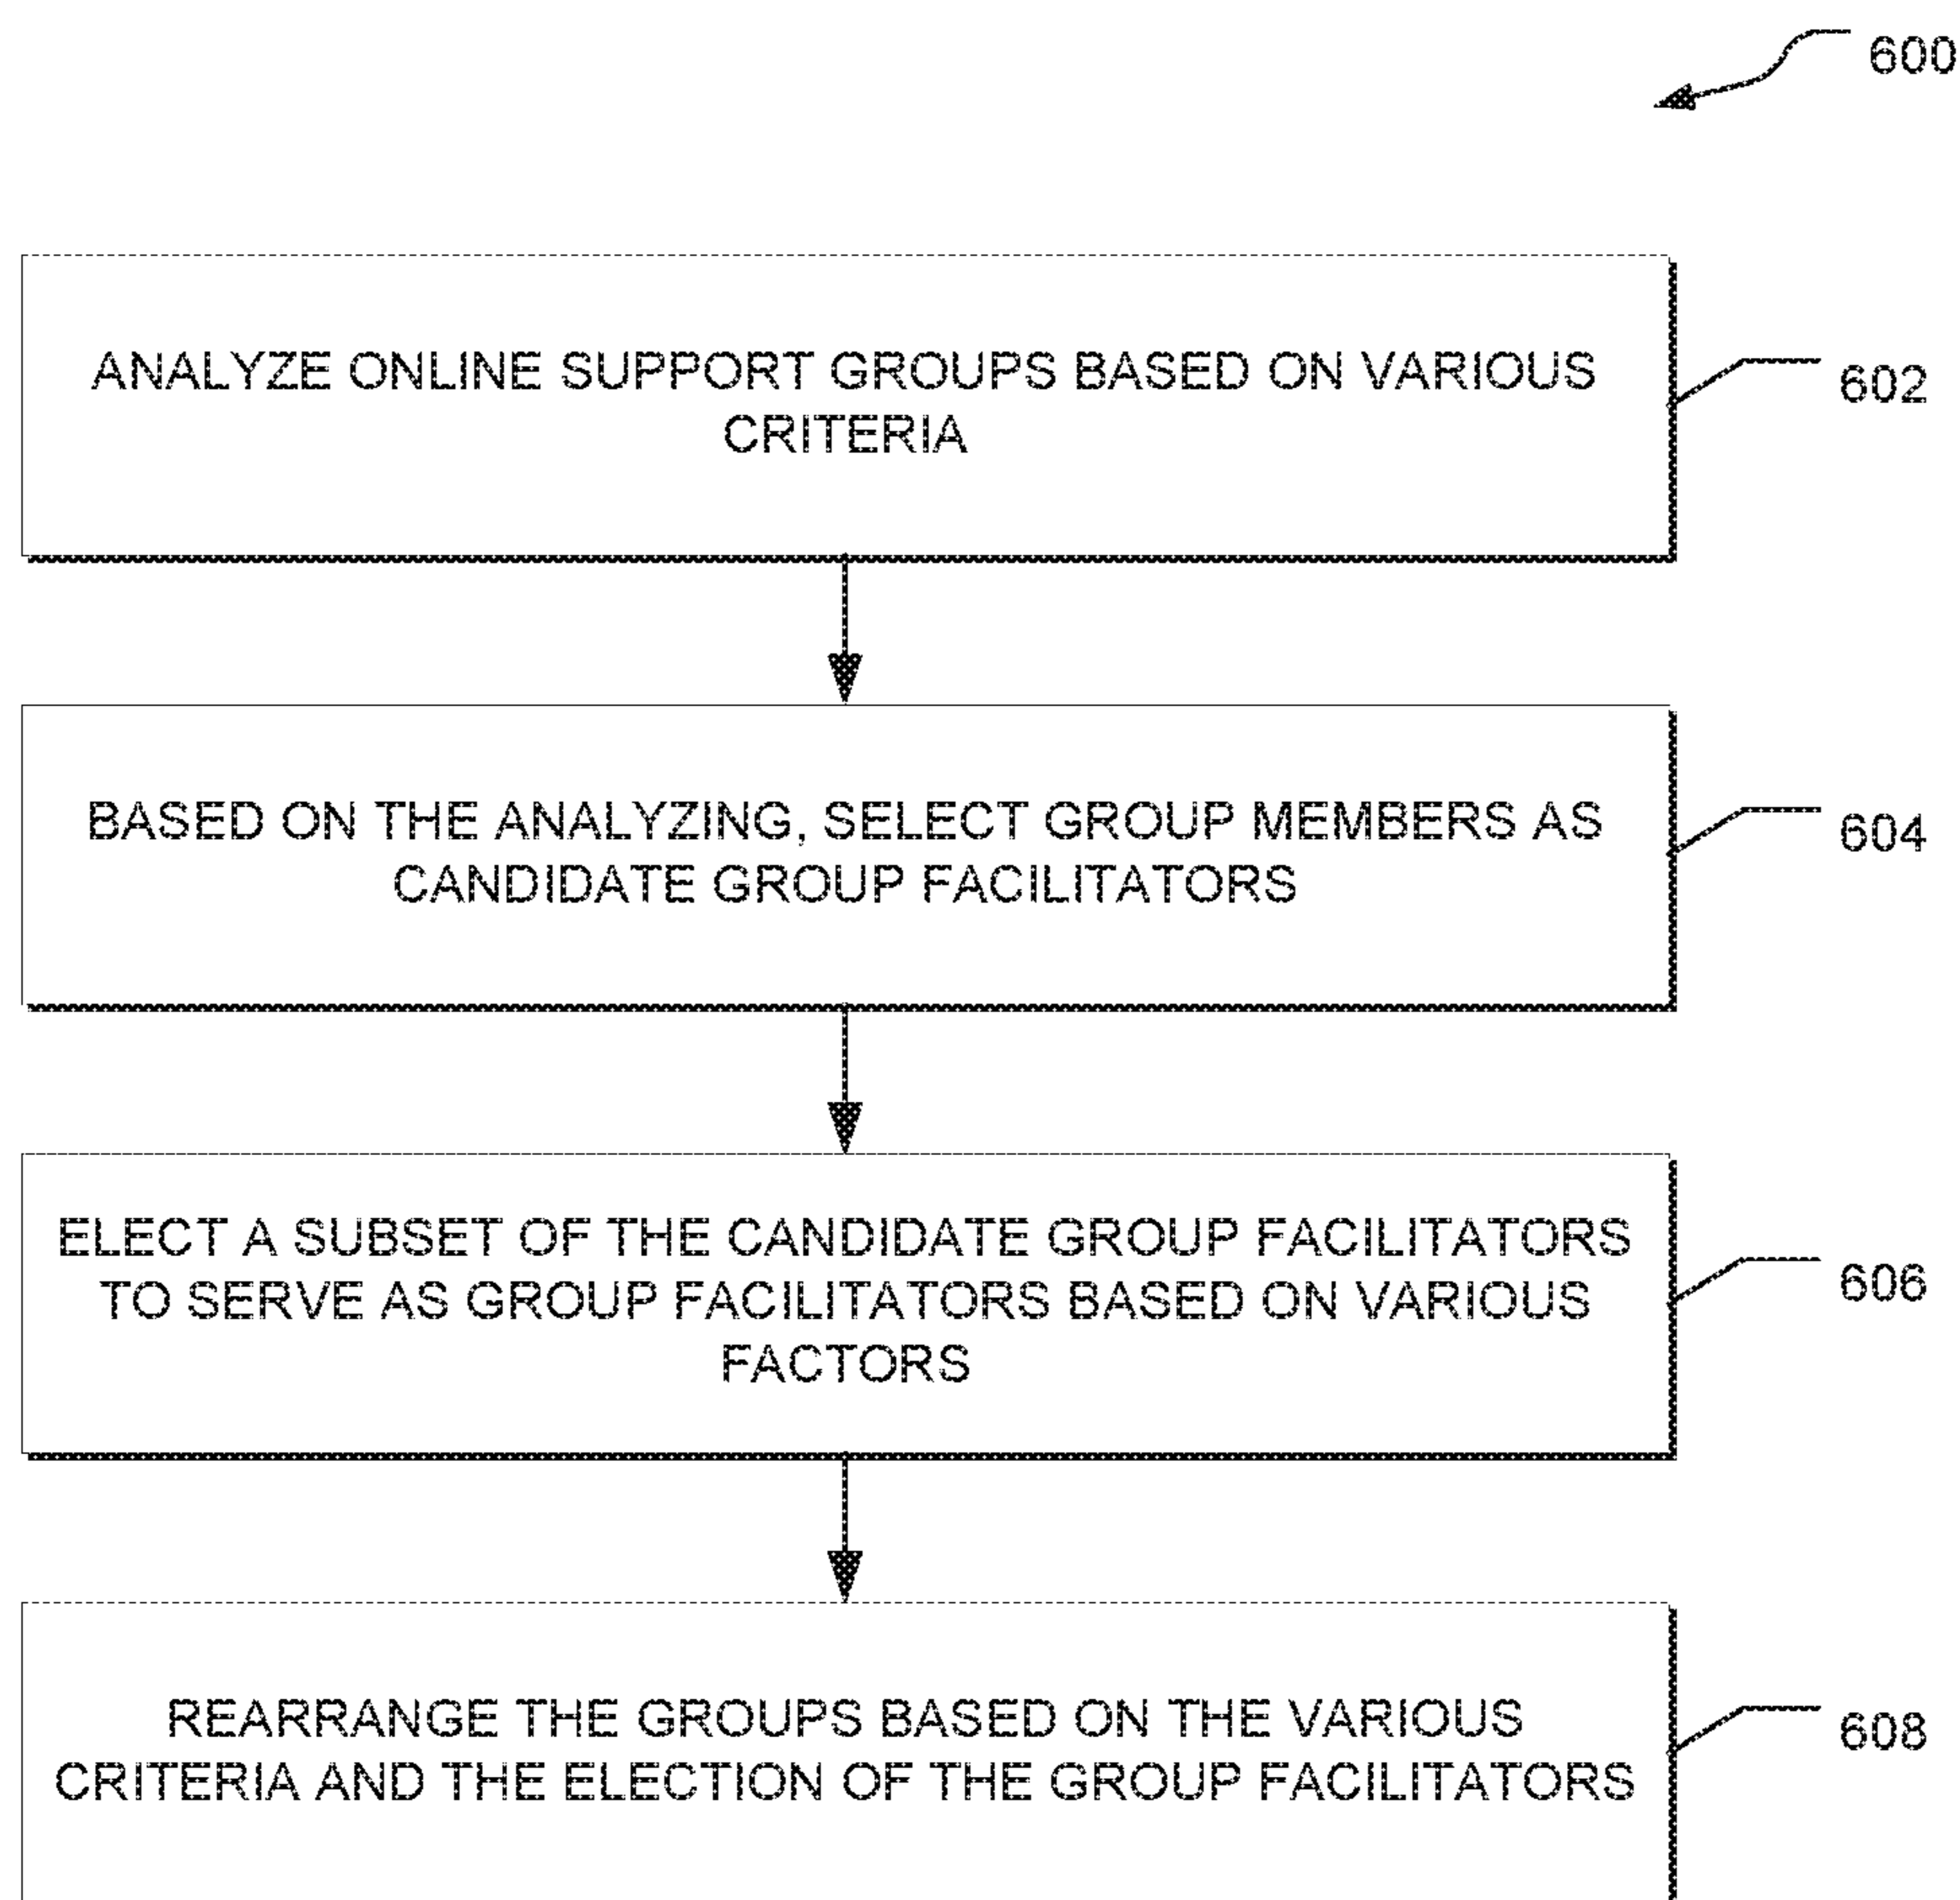 600
ANALYZE ONLINE SUPPORT GROUPS BASED ON VARIOUS
CRITERIA
602
BASED ON THE ANALYZING, SELECT GROUP MEMBERS AS
CANDIDATE GROUP FACILITATORS
604
ELECT A SUBSET OF THE CANDIDATE GROUP FACILITATORS
TO SERVE AS GROUP FACILITATORS BASED ON VARIOUS
FACTORS
606
REARRANGE THE GROUPS BASED ON THE VARIOUS
CRITERIA AND THE ELECTION OF THE GROUP FACILITATORS
608